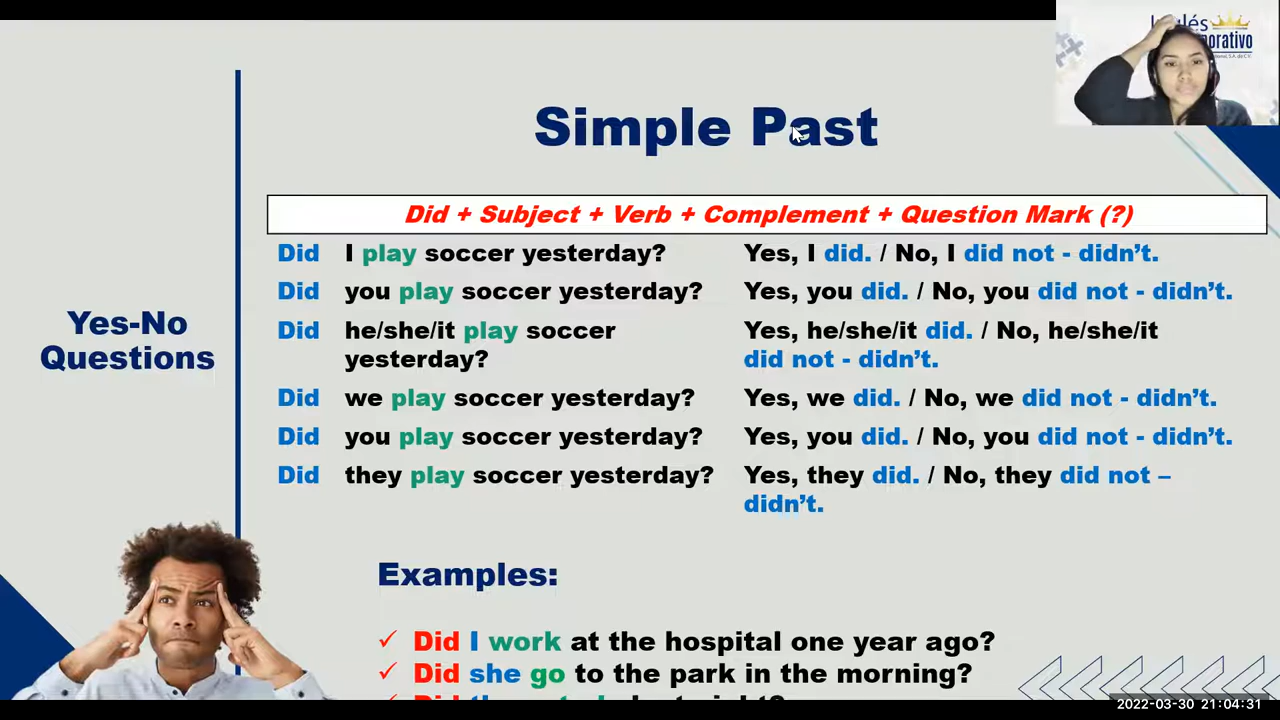 Simple Past
Did + Subject + Verb + Complement + Question Mark (?)
Did I play soccer yesterday? Yes, I did. / No, I did not - didn't.
Did you play soccer yesterday? Yes, you did. / No, you did not - didn't.
Did he/she/it play soccer Yes, he/she/it did. / No, he/she/it
yesterday? did not - didn't.
Did we play soccer yesterday? Yes, we did. / No, we did not - didn't.
Did you play soccer yesterday? Yes, you did. / No, you did not - didn't.
Did they play soccer yesterday? Yes, they did. / No, they did not –
didn't.
Yes-No
Questions
Examples:
✓ Did I work at the hospital one year ago?
✓ Did she go to the park in the morning?
2022-03-30 21:04:31